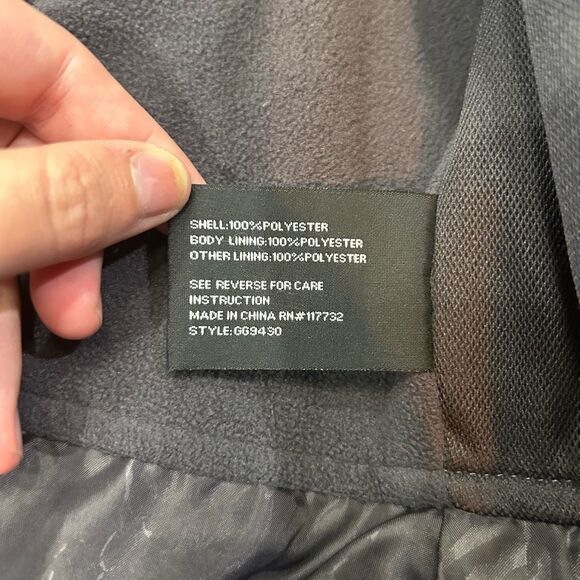 SHELL:100%POLYESTER
BODY LINING:100%POLYESTER
OTHER LINING:100%POLYESTER
SEE REVERSE FOR CARE
INSTRUCTION
MADE IN CHINA RN#117732
STYLE:GG9430